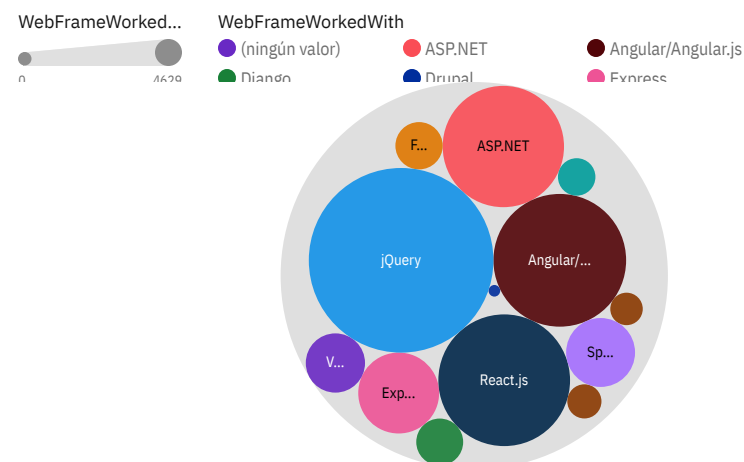 WebFrameWorked... WebFrameWorkedWith
(ningún valor) ASP.NET Angular/Angular.js
0 4629 Django Drupal Express
F... ASP.NET
jQuery Angular/...
V... Sp...
Exp... React.js